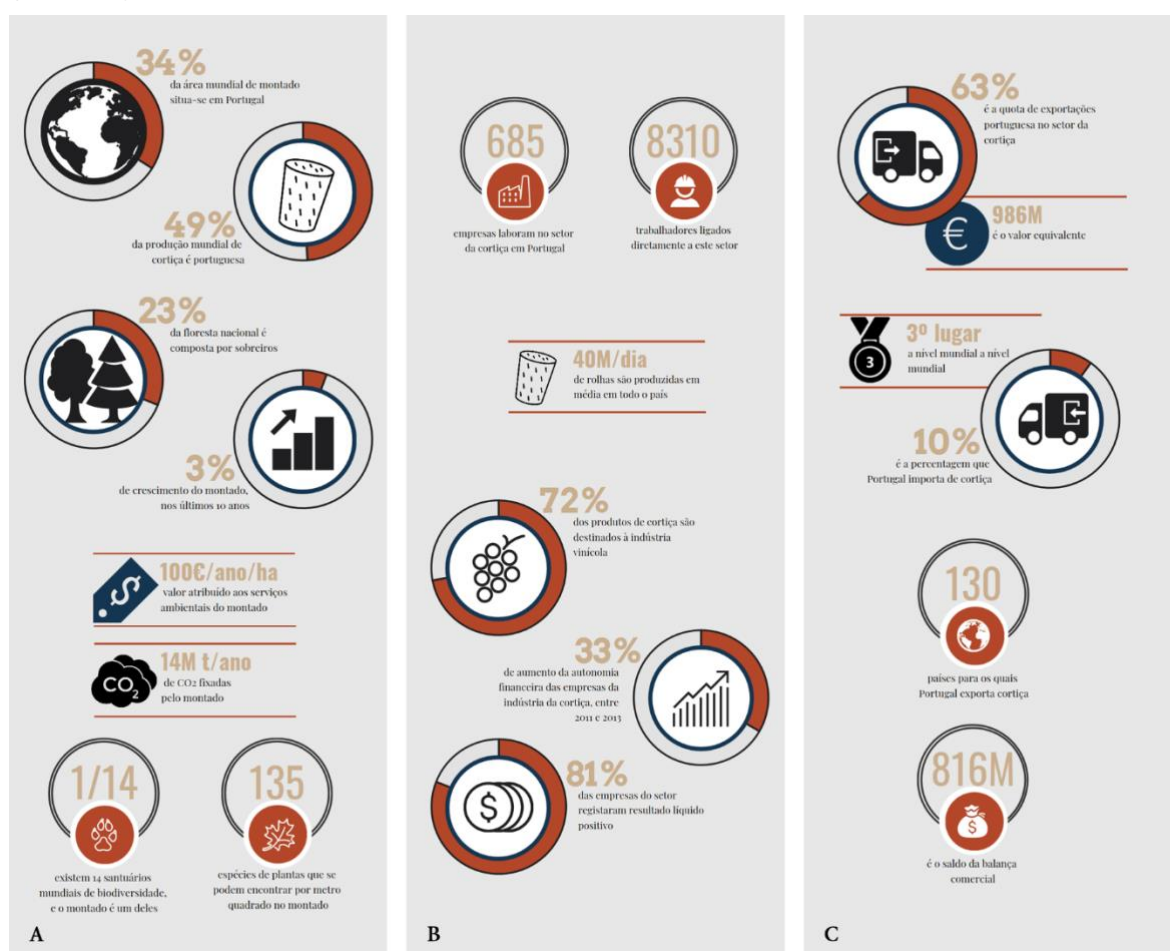 34%
da área mundial de montado
situa-se em Portugal
49%
da produção mundial de
cortiça é portuguesa
23%
da floresta nacional é
composta por sobreiros
3%
de crescimento do montado,
nos últimos 10 anos
100€/ano/ha
valor atribuído aos serviços
ambientais do montado
CO2
14M t/ano
de CO2 fixadas
pelo montado
1/14
existem 14 santuários
mundiais de biodiversidade,
e o montado é um deles
135
espécies de plantas que se
podem encontrar por metro
quadrado no montado
A
685
empresas laboram no setor
da cortiça em Portugal
8310
trabalhadores ligados
diretamente a este setor
40M/dia
de rolhas são produzidas em
média em todo o país
72%
dos produtos de cortiça são
destinados à indústria
vinícola
33%
de aumento da autonomia
financeira das empresas da
indústria da cortiça, entre
2011 e 2013
$
81%
das empresas do setor
registaram resultado líquido
positivo
B
63%
é a quota de exportações
portuguesa no setor da
cortiça
€
986M
é o valor equivalente
3
3º lugar
a nível mundial a nível
mundial
10%
é a percentagem que
Portugal importa de cortiça
130
países para os quais
Portugal exporta cortiça
816M
$
é o saldo da balança
comercial
C